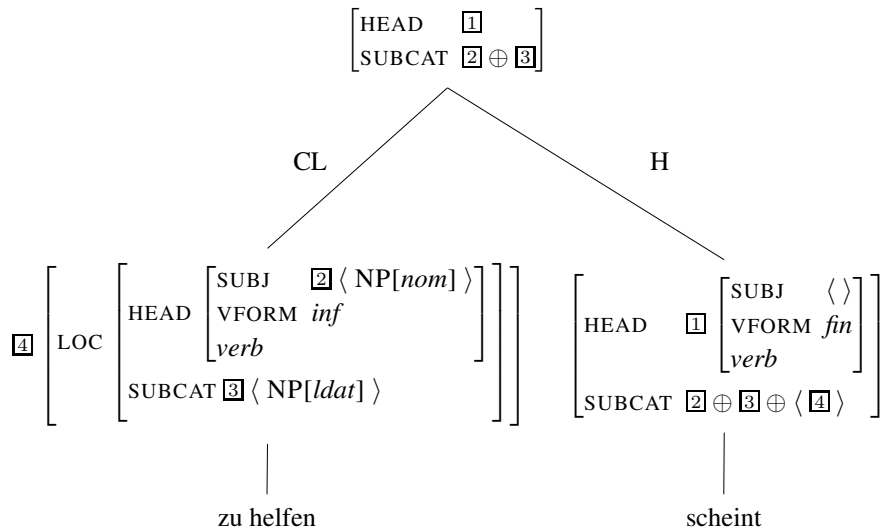 HEAD 1
SUBCAT 2 ⊕ 3
CL H
SUBJ 2 ⟨ NP[nom] ⟩
HEAD VFORM inf
verb
4 LOC
SUBCAT 3 ⟨ NP[ldat] ⟩
SUBJ ⟨ ⟩
HEAD 1 VFORM fin
verb
SUBCAT 2 ⊕ 3 ⊕ ⟨ 4 ⟩
zu helfen scheint